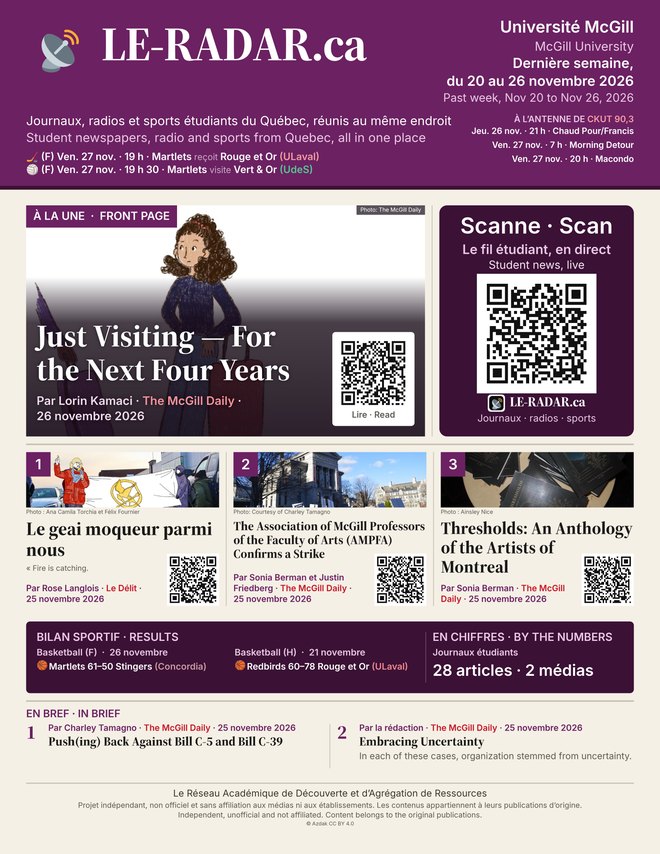 LE-RADAR.ca
Université McGill
McGill University
Dernière semaine,
du 20 au 26 novembre 2026
Past week, Nov 20 to Nov 26, 2026
Journaux, radios et sports étudiants du Québec, réunis au même endroit
Student newspapers, radio and sports from Quebec, all in one place
(F) Ven. 27 nov. · 19 h · Martlets reçoit Rouge et Or (ULaval)
(F) Ven. 27 nov. · 19 h 30 · Martlets visite Vert & Or (UdeS)
À L'ANTENNE DE CKUT 90,3
Jeu. 26 nov. · 21 h · Chaud Pour/Francis
Ven. 27 nov. · 7 h · Morning Detour
Ven. 27 nov. · 20 h · Macondo
À LA UNE · FRONT PAGE
Photo: The McGill Daily
Just Visiting — For
the Next Four Years
Par Lorin Kamaci · The McGill Daily ·
26 novembre 2026
Lire · Read
Scanne · Scan
Le fil étudiant, en direct
Student news, live
LE-RADAR.ca
Journaux · radios · sports
1
Photo : Ana Camila Torchia et Félix Fournier
Le geai moqueur parmi
nous
« Fire is catching.
Par Rose Langlois · Le Délit ·
25 novembre 2026
2
Photo: Courtesy of Charley Tamagno
The Association of McGill Professors
of the Faculty of Arts (AMPFA)
Confirms a Strike
Par Sonia Berman et Justin
Friedberg · The McGill Daily ·
25 novembre 2026
3
Photo : Ainsley Nice
Thresholds: An Anthology
of the Artists of
Montreal
Par Sonia Berman · The McGill
Daily · 25 novembre 2026
BILAN SPORTIF · RESULTS
Basketball (F) · 26 novembre
Martlets 61–50 Stingers (Concordia)
Basketball (H) · 21 novembre
Redbirds 60–78 Rouge et Or (ULaval)
EN CHIFFRES · BY THE NUMBERS
Journaux étudiants
28 articles · 2 médias
EN BREF · IN BRIEF
1
Par Charley Tamagno · The McGill Daily · 25 novembre 2026
Push(ing) Back Against Bill C-5 and Bill C-39
2
Par la rédaction · The McGill Daily · 25 novembre 2026
Embracing Uncertainty
In each of these cases, organization stemmed from uncertainty.
Le Réseau Académique de Découverte et d'Agrégation de Ressources
Projet indépendant, non officiel et sans affiliation aux médias ni aux établissements. Les contenus appartiennent à leurs publications d'origine.
Independent, unofficial and not affiliated. Content belongs to the original publications.
© Azdak CC BY 4.0